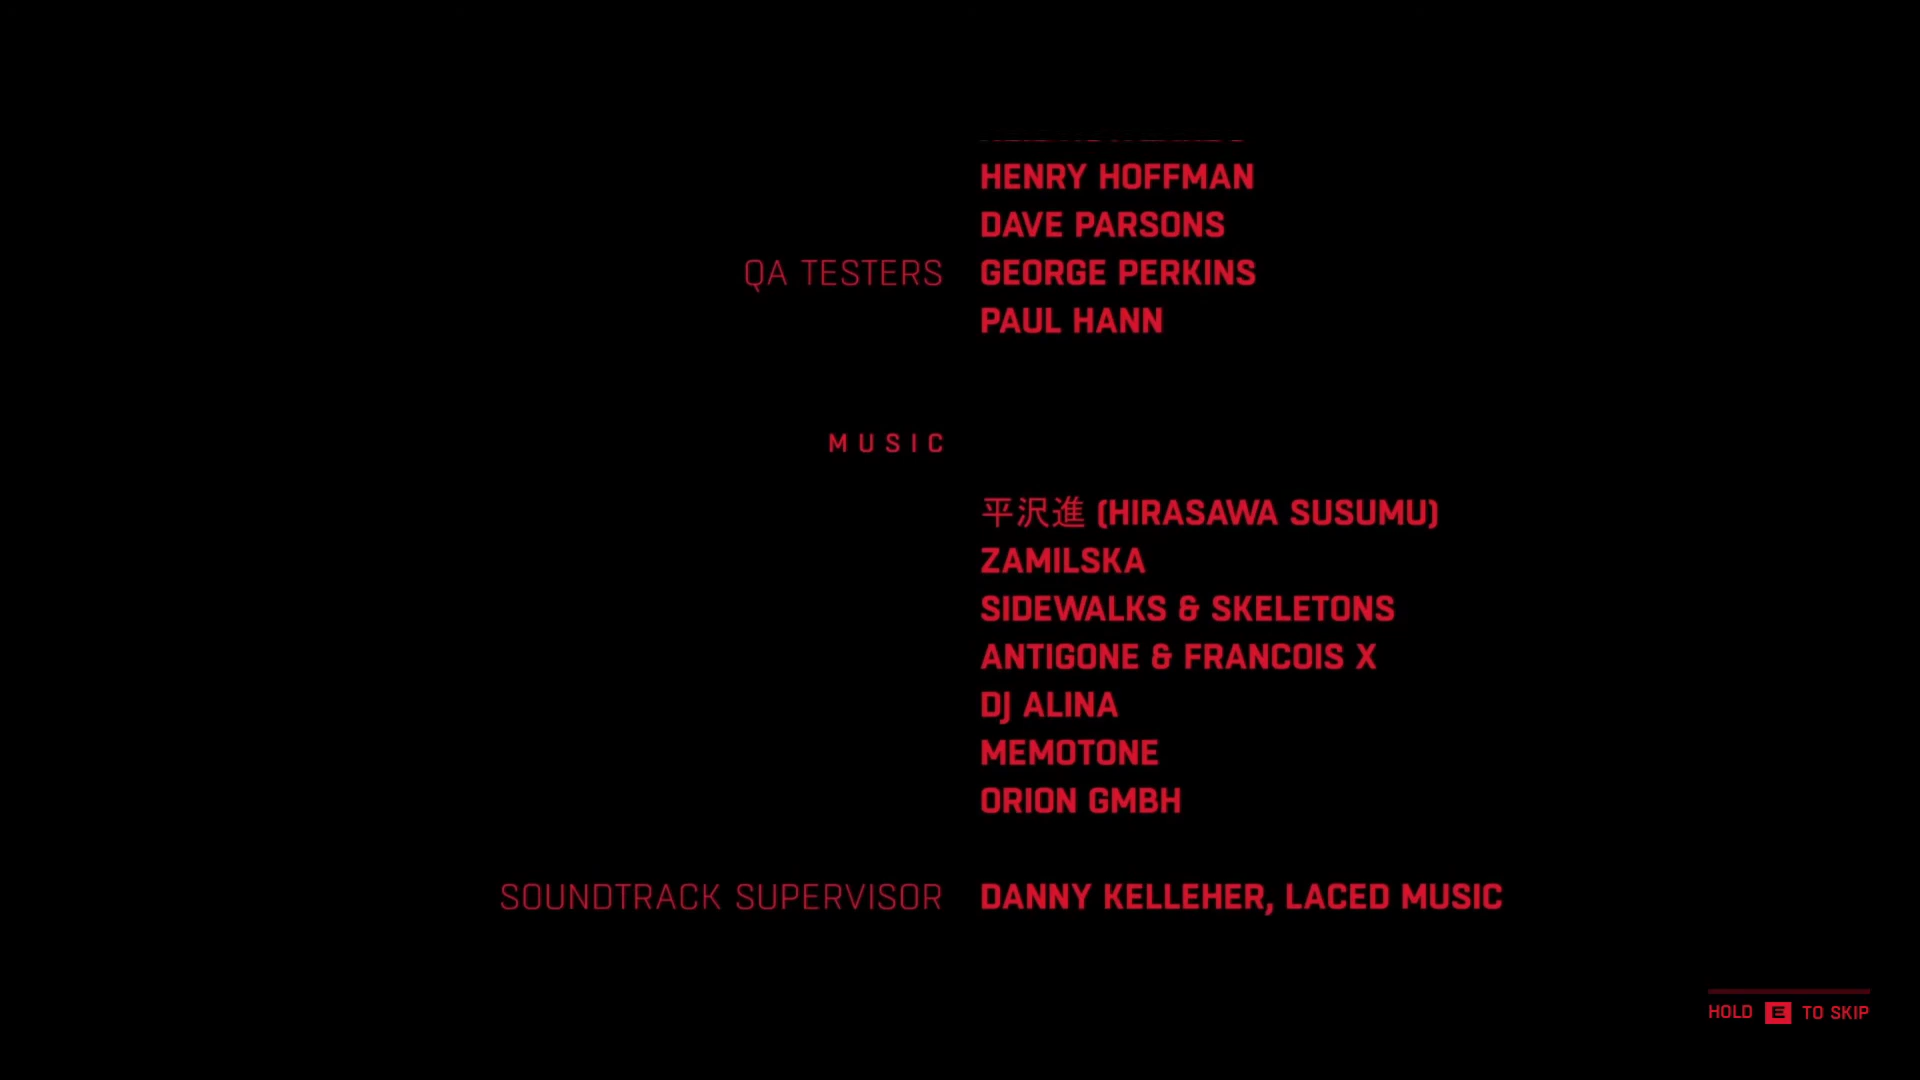 HENRY HOFFMAN
DAVE PARSONS
QA TESTERS GEORGE PERKINS
PAUL HANN
MUSIC
平沢進 (HIRASAWA SUSUMU)
ZAMILSKA
SIDEWALKS & SKELETONS
ANTIGONE & FRANCOIS X
DJ ALINA
MEMOTONE
ORION GMBH
SOUNDTRACK SUPERVISOR DANNY KELLEHER, LACED MUSIC
HOLD E TO SKIP